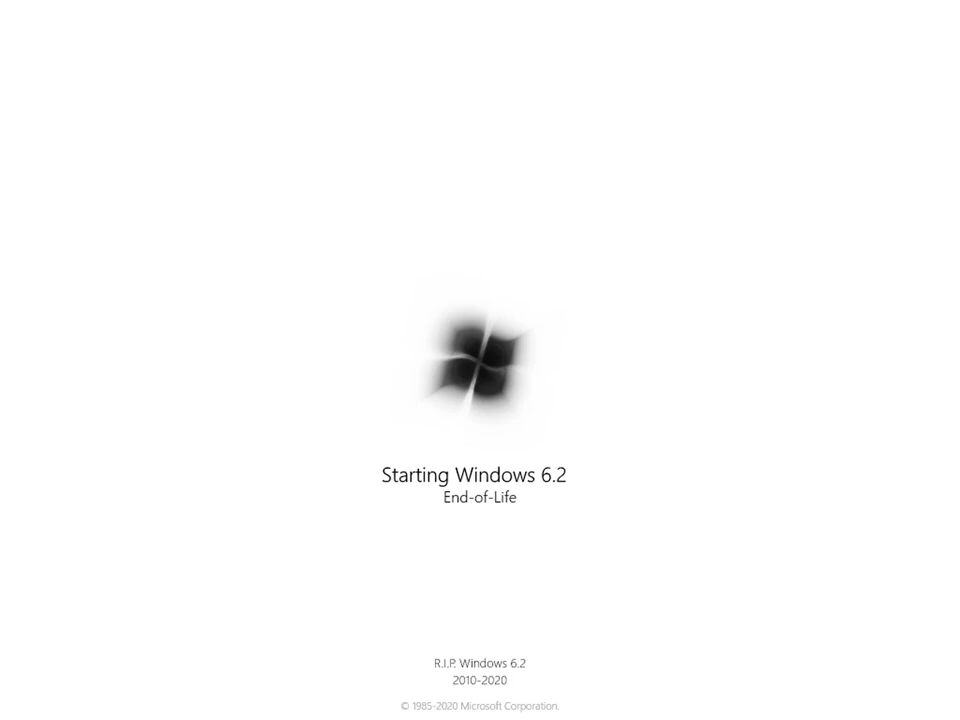 Starting Windows 6.2
End-of-Life
R.I.P. Windows 6.2
2010-2020
© 1985-2020 Microsoft Corporation.